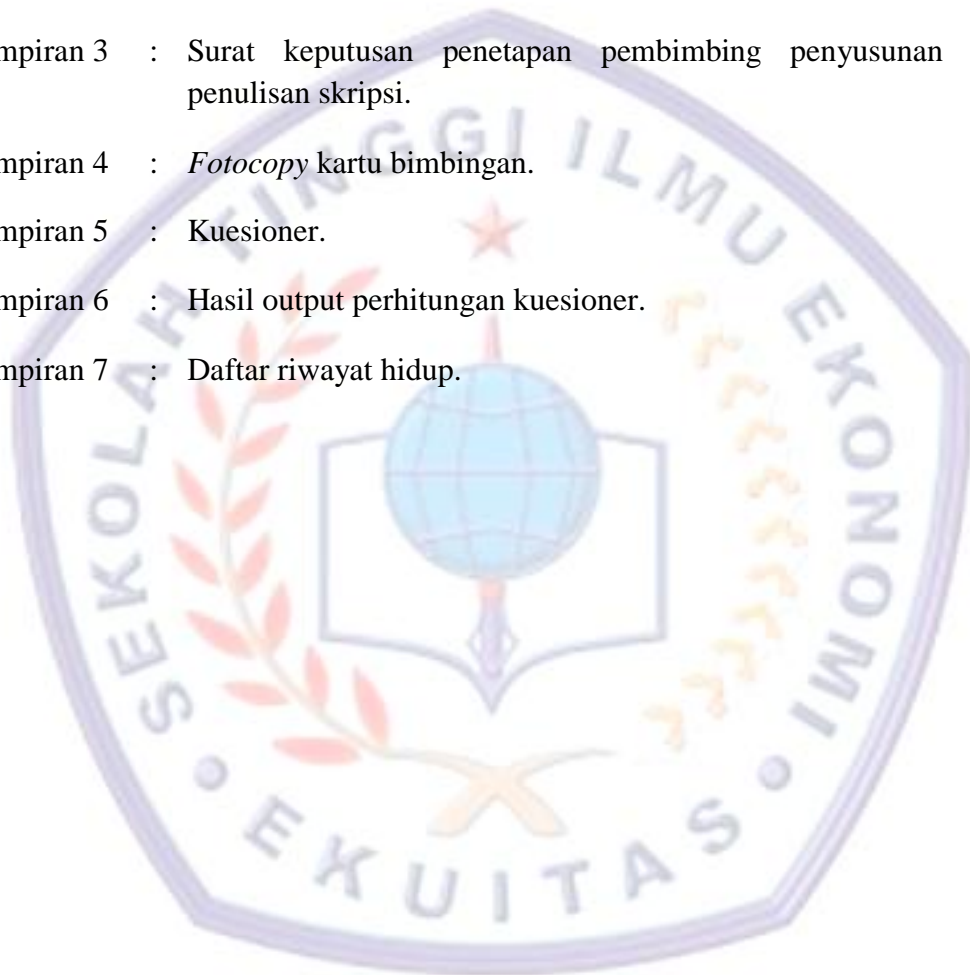 mpiran 3 : Surat keputusan penetapan pembimbing penyusunan
penulisan skripsi.
mpiran 4 : Fotocopy kartu bimbingan.
mpiran 5 : Kuesioner.
mpiran 6 : Hasil output perhitungan kuesioner.
mpiran 7 : Daftar riwayat hidup.
SEKOLAH TINGGI ILMU EKONOMI
• EKUITAS •